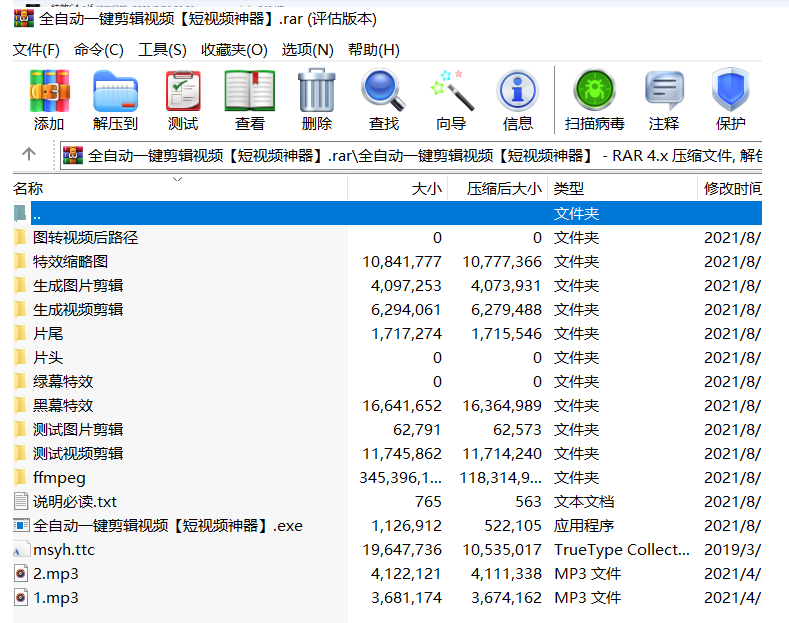 全自动一键剪辑视频【短视频神器】.rar (评估版本)
文件(F) 命令(C) 工具(S) 收藏夹(O) 选项(N) 帮助(H)
添加 解压到 测试 查看 删除 查找 向导 信息 扫描病毒 注释 保护
全自动一键剪辑视频【短视频神器】.rar\全自动一键剪辑视频【短视频神器】 - RAR 4.x 压缩文件, 解包
名称 大小 压缩后大小 类型 修改时间
.. 文件夹
图转视频后路径 0 0 文件夹 2021/8/
特效缩略图 10,841,777 10,777,366 文件夹 2021/8/
生成图片剪辑 4,097,253 4,073,931 文件夹 2021/8/
生成视频剪辑 6,294,061 6,279,488 文件夹 2021/8/
片尾 1,717,274 1,715,546 文件夹 2021/8/
片头 0 0 文件夹 2021/8/
绿幕特效 0 0 文件夹 2021/8/
黑幕特效 16,641,652 16,364,989 文件夹 2021/8/
测试图片剪辑 62,791 62,573 文件夹 2021/8/
测试视频剪辑 11,745,862 11,714,240 文件夹 2021/8/
ffmpeg 345,396,1... 118,314,9... 文件夹 2021/8/
说明必读.txt 765 563 文本文档 2021/8/
全自动一键剪辑视频【短视频神器】.exe 1,126,912 522,105 应用程序 2021/8/
msyh.ttc 19,647,736 10,535,017 TrueType Collect... 2019/3/
2.mp3 4,122,121 4,111,338 MP3 文件 2021/4/
1.mp3 3,681,174 3,674,162 MP3 文件 2021/4/